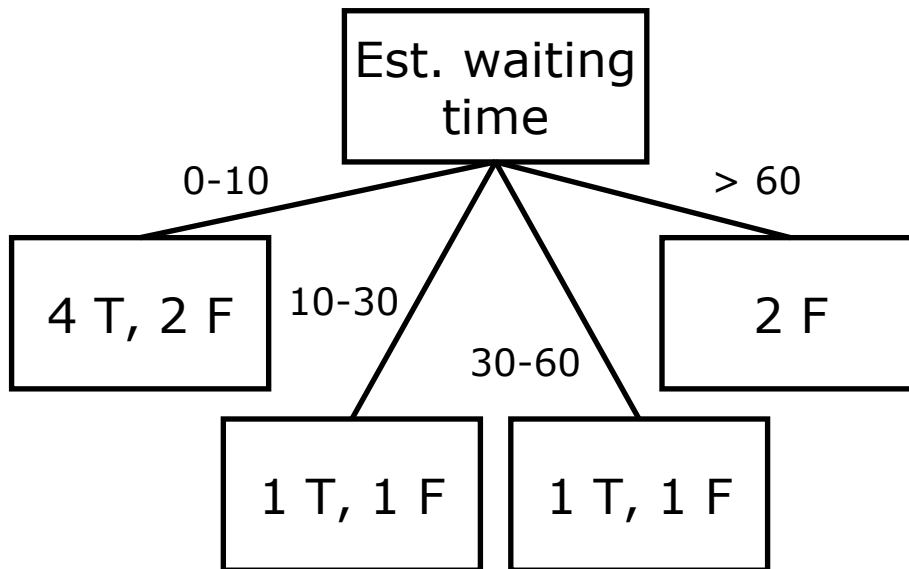 Est. waiting
time
0-10
> 60
4 T, 2 F
10-30
30-60
2 F
1 T, 1 F
1 T, 1 F